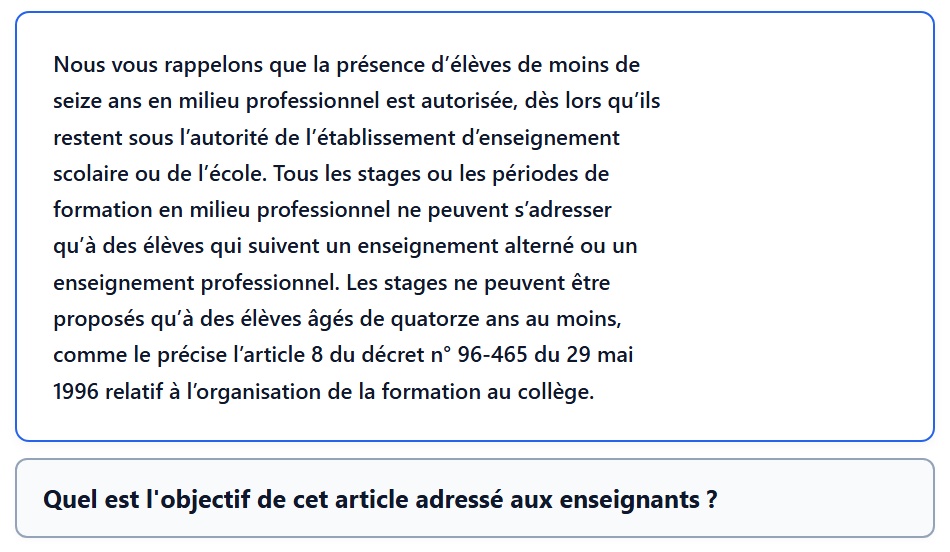 Nous vous rappelons que la présence d’élèves de moins de
seize ans en milieu professionnel est autorisée, dès lors qu’ils
restent sous l’autorité de l’établissement d’enseignement
scolaire ou de l’école. Tous les stages ou les périodes de
formation en milieu professionnel ne peuvent s’adresser
qu’à des élèves qui suivent un enseignement alterné ou un
enseignement professionnel. Les stages ne peuvent être
proposés qu’à des élèves âgés de quatorze ans au moins,
comme le précise l’article 8 du décret n° 96-465 du 29 mai
1996 relatif à l’organisation de la formation au collège.
Quel est l'objectif de cet article adressé aux enseignants ?